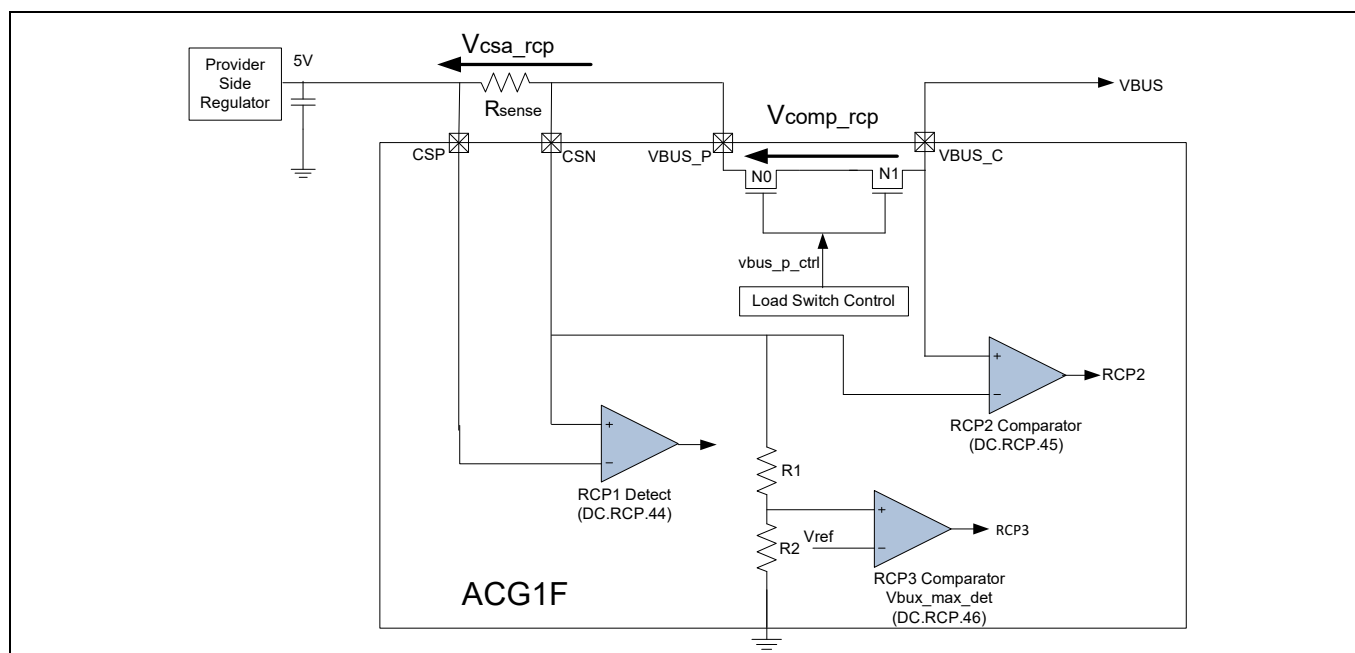 Vcsa_rcp
Provider
Side
Regulator
5V
Rsense
VBUS
Vcomp_rcp
CSP
CSN
VBUS_P
VBUS_C
N0
N1
vbus_p_ctrl
Load Switch Control
+
−
RCP2
RCP2 Comparator
(DC.RCP.45)
+
−
RCP1 Detect
(DC.RCP.44)
R1
R2
Vref
+
−
RCP3
RCP3 Comparator
Vbux_max_det
(DC.RCP.46)
ACG1F